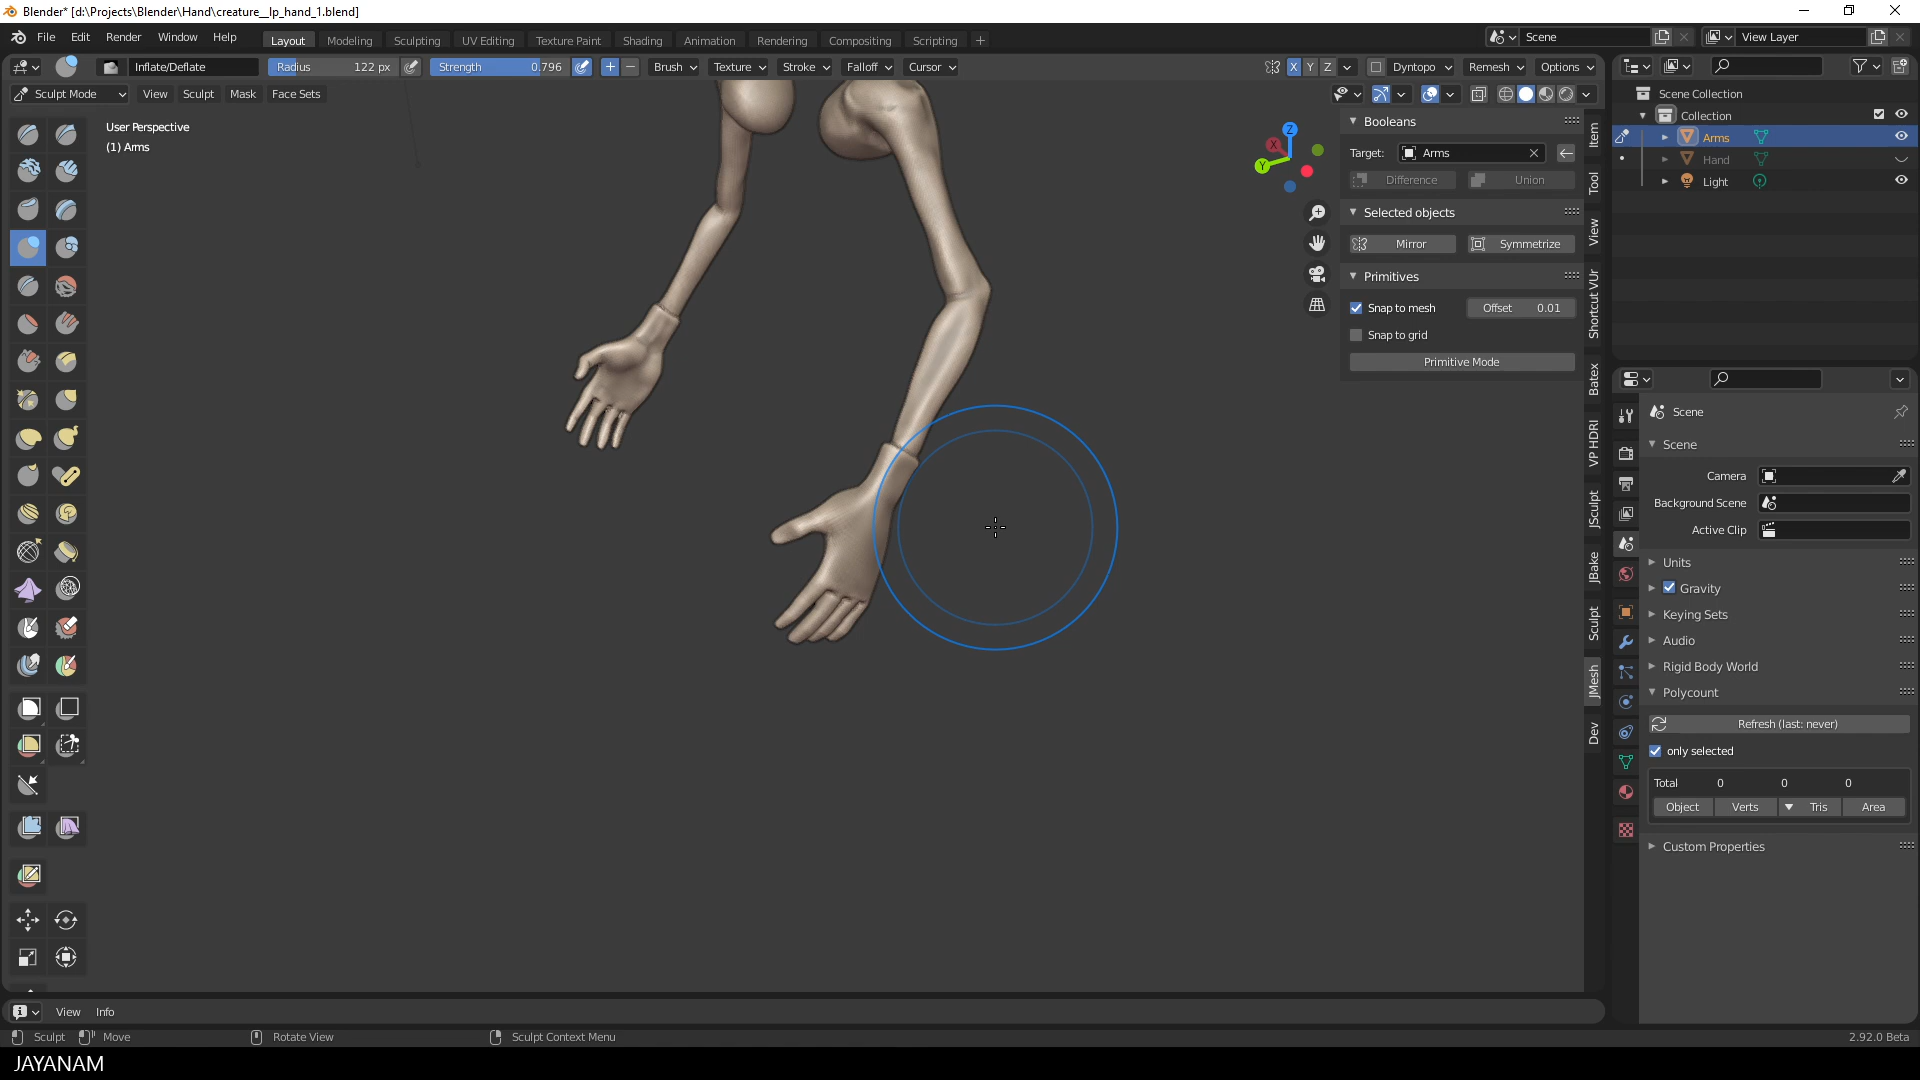 Blender* [d:\Projects\Blender\Hand\creature__lp_hand_1.blend]
File Edit Render Window Help Layout Modeling Sculpting UV Editing Texture Paint Shading Animation Rendering Compositing Scripting + Scene View Layer
Inflate/Deflate Radius 122 px Strength 0.796 + − Brush Texture Stroke Falloff Cursor X Y Z Dyntopo Remesh Options
Sculpt Mode View Sculpt Mask Face Sets
User Perspective
(1) Arms
Z
X
Y
Booleans
Target: Arms
Difference Union
Selected objects
Mirror Symmetrize
Primitives
Snap to mesh Offset 0.01
Snap to grid
Primitive Mode
Item
Tool
View
Shortcut VUr
Batex
VP HDRI
JSculpt
JBake
Sculpt
JMesh
Dev
Scene Collection
Collection
Arms
Hand
Light
Scene
Scene
Camera
Background Scene
Active Clip
Units
Gravity
Keying Sets
Audio
Rigid Body World
Polycount
Refresh (last: never)
only selected
Total 0 0 0
Object Verts Tris Area
Custom Properties
View Info
Sculpt Move Rotate View Sculpt Context Menu 2.92.0 Beta
JAYANAM